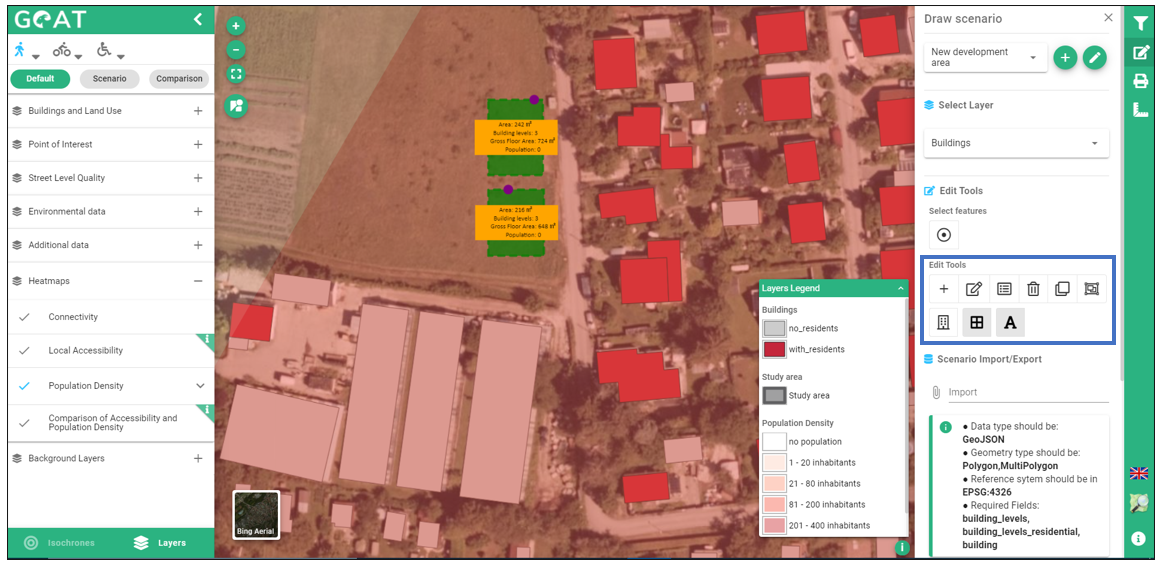 GOAT
Default
Scenario
Comparison
Buildings and Land Use
Point of Interest
Street Level Quality
Environmental data
Additional data
Heatmaps
Connectivity
Local Accessibility
Population Density
Comparison of Accessibility and
Population Density
Background Layers
Isochrones
Layers
Area: 242 m²
Building levels: 3
Gross Floor Area: 724 m²
Population: 0
Area: 216 m²
Building levels: 3
Gross Floor Area: 648 m²
Population: 0
Bing Aerial
Layers Legend
Buildings
no_residents
with_residents
Study area
Study area
Population Density
no population
1 - 20 inhabitants
21 - 80 inhabitants
81 - 200 inhabitants
201 - 400 inhabitants
Draw scenario
New development
area
Select Layer
Buildings
Edit Tools
Select features
Edit Tools
A
Scenario Import/Export
Import
● Data type should be:
GeoJSON
● Geometry type should be:
Polygon,MultiPolygon
● Reference sytem should be in
EPSG:4326
● Required Fields:
building_levels,
building_levels_residential,
building